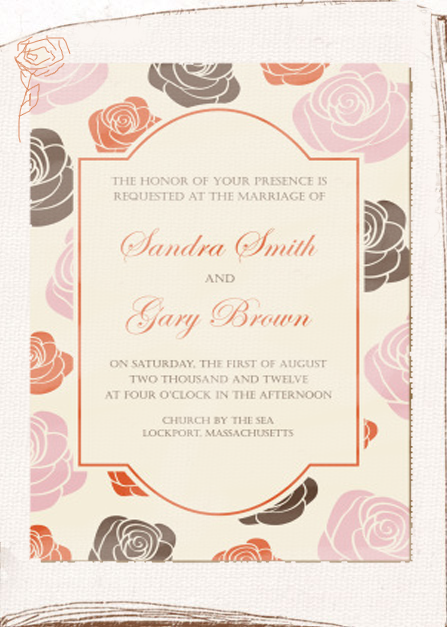 THE HONOR OF YOUR PRESENCE IS
REQUESTED AT THE MARRIAGE OF
Sandra Smith
AND
Gary Brown
ON SATURDAY, THE FIRST OF AUGUST
TWO THOUSAND AND TWELVE
AT FOUR O'CLOCK IN THE AFTERNOON
CHURCH BY THE SEA
LOCKPORT, MASSACHUSETTS